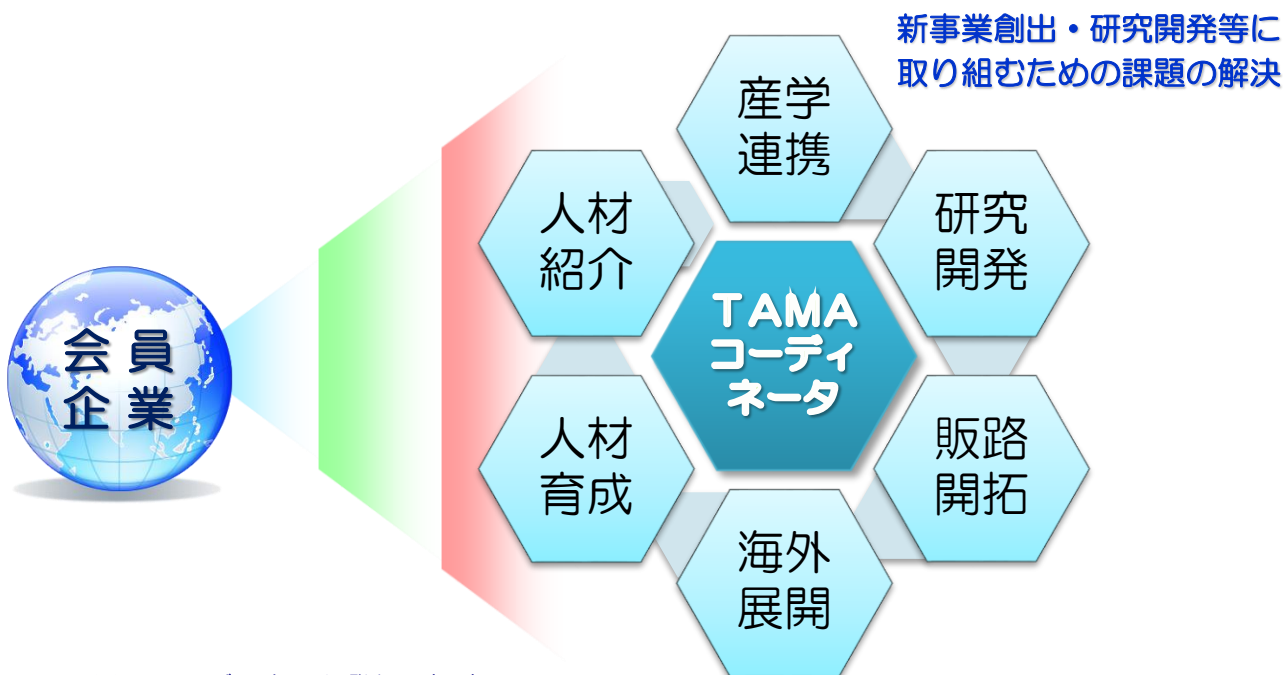 新事業創出・研究開発等に
取り組むための課題の解決
産学
連携
人材
紹介
研究
開発
TAMA
コーディ
ネータ
会員
企業
人材
育成
販路
開拓
海外
展開